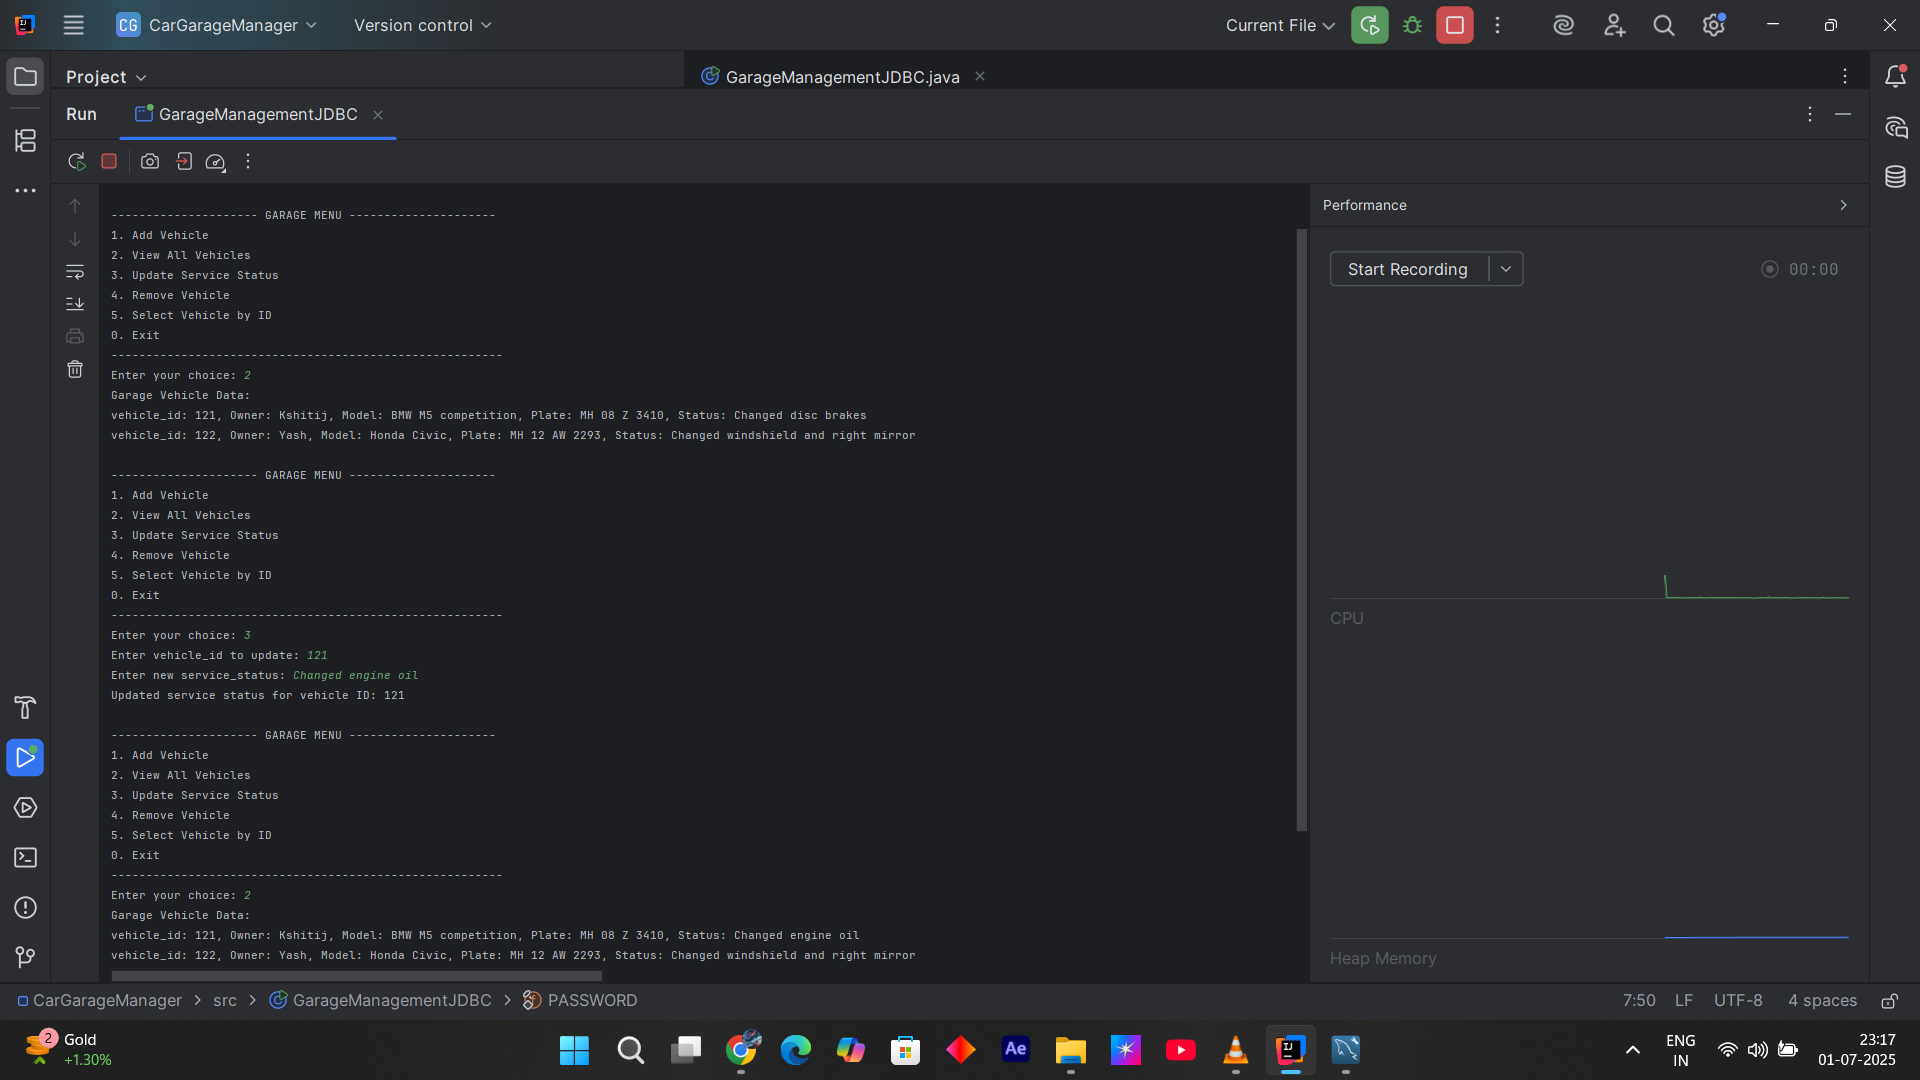 CG CarGarageManager Version control Current File
Project GarageManagementJDBC.java
Run GarageManagementJDBC
Performance
Start Recording 00:00
--------------------- GARAGE MENU ---------------------
1. Add Vehicle
2. View All Vehicles
3. Update Service Status
4. Remove Vehicle
5. Select Vehicle by ID
0. Exit
--------------------------------------------------------
Enter your choice: 2
Garage Vehicle Data:
vehicle_id: 121, Owner: Kshitij, Model: BMW M5 competition, Plate: MH 08 Z 3410, Status: Changed disc brakes
vehicle_id: 122, Owner: Yash, Model: Honda Civic, Plate: MH 12 AW 2293, Status: Changed windshield and right mirror
--------------------- GARAGE MENU ---------------------
1. Add Vehicle
2. View All Vehicles
3. Update Service Status
4. Remove Vehicle
5. Select Vehicle by ID
0. Exit
--------------------------------------------------------
Enter your choice: 3
Enter vehicle_id to update: 121
Enter new service_status: Changed engine oil
Updated service status for vehicle ID: 121
--------------------- GARAGE MENU ---------------------
1. Add Vehicle
2. View All Vehicles
3. Update Service Status
4. Remove Vehicle
5. Select Vehicle by ID
0. Exit
--------------------------------------------------------
Enter your choice: 2
Garage Vehicle Data:
vehicle_id: 121, Owner: Kshitij, Model: BMW M5 competition, Plate: MH 08 Z 3410, Status: Changed engine oil
vehicle_id: 122, Owner: Yash, Model: Honda Civic, Plate: MH 12 AW 2293, Status: Changed windshield and right mirror
CPU
Heap Memory
CarGarageManager > src > GarageManagementJDBC > PASSWORD 7:50 LF UTF-8 4 spaces
2 Gold
+1.30%
Ae
ENG
IN
23:17
01-07-2025